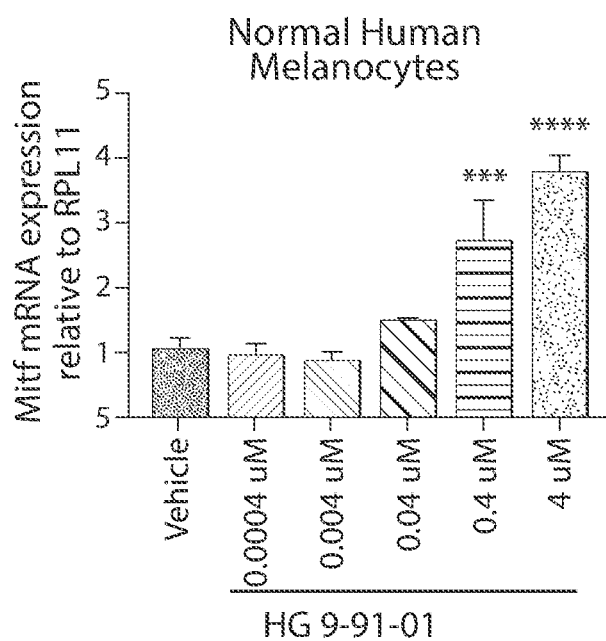 Normal Human
Melanocytes
Mitf mRNA expression
relative to RPL11
5
4
3
2
1
5
***
****
Vehicle
0.0004 uM
0.004 uM
0.04 uM
0.4 uM
4 uM
HG 9-91-01